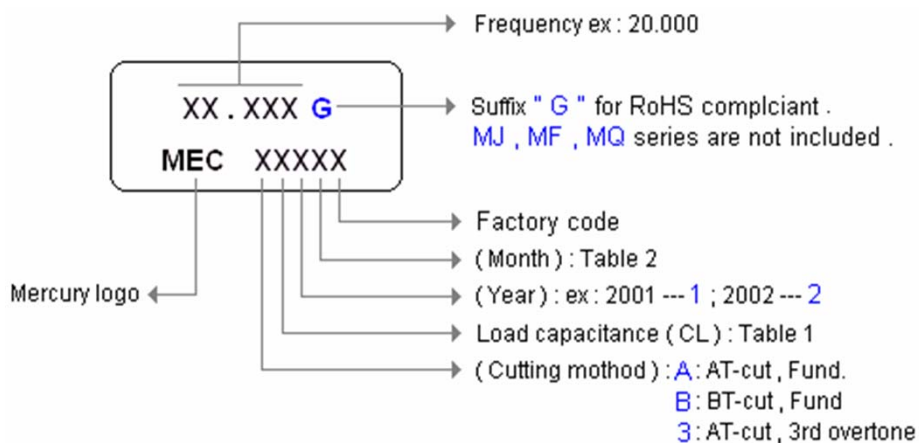 Frequency ex : 20.000
XX . XXX G
Suffix " G " for RoHS complciant .
MJ , MF , MQ series are not included .
MEC XXXXX
Factory code
( Month ) : Table 2
Mercury logo
( Year ) : ex : 2001 --- 1 ; 2002 --- 2
Load capacitance ( CL ) : Table 1
( Cutting mothod ) : A : AT-cut , Fund.
B : BT-cut , Fund
3 : AT-cut , 3rd overtone